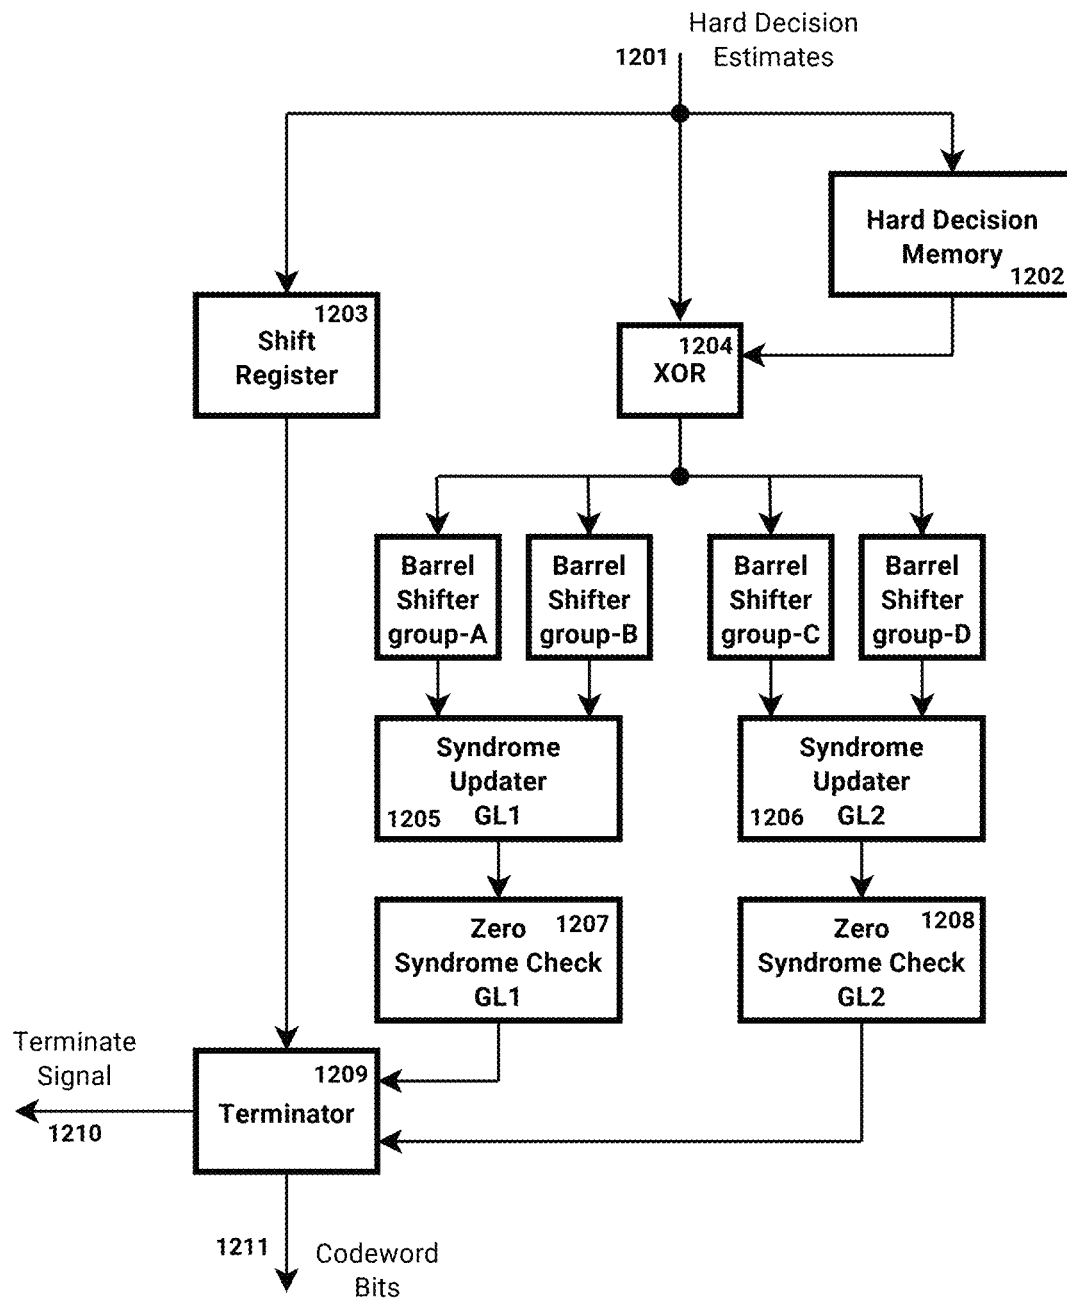 Hard Decision
Estimates
1201
Hard Decision
Memory
1202
1203
Shift
Register
1204
XOR
Barrel
Shifter
group-A
Barrel
Shifter
group-B
Barrel
Shifter
group-C
Barrel
Shifter
group-D
Syndrome
Updater
GL1
1205
Syndrome
Updater
GL2
1206
1207
Zero
Syndrome Check
GL1
1208
Zero
Syndrome Check
GL2
Terminate
Signal
1210
1209
Terminator
1211
Codeword
Bits